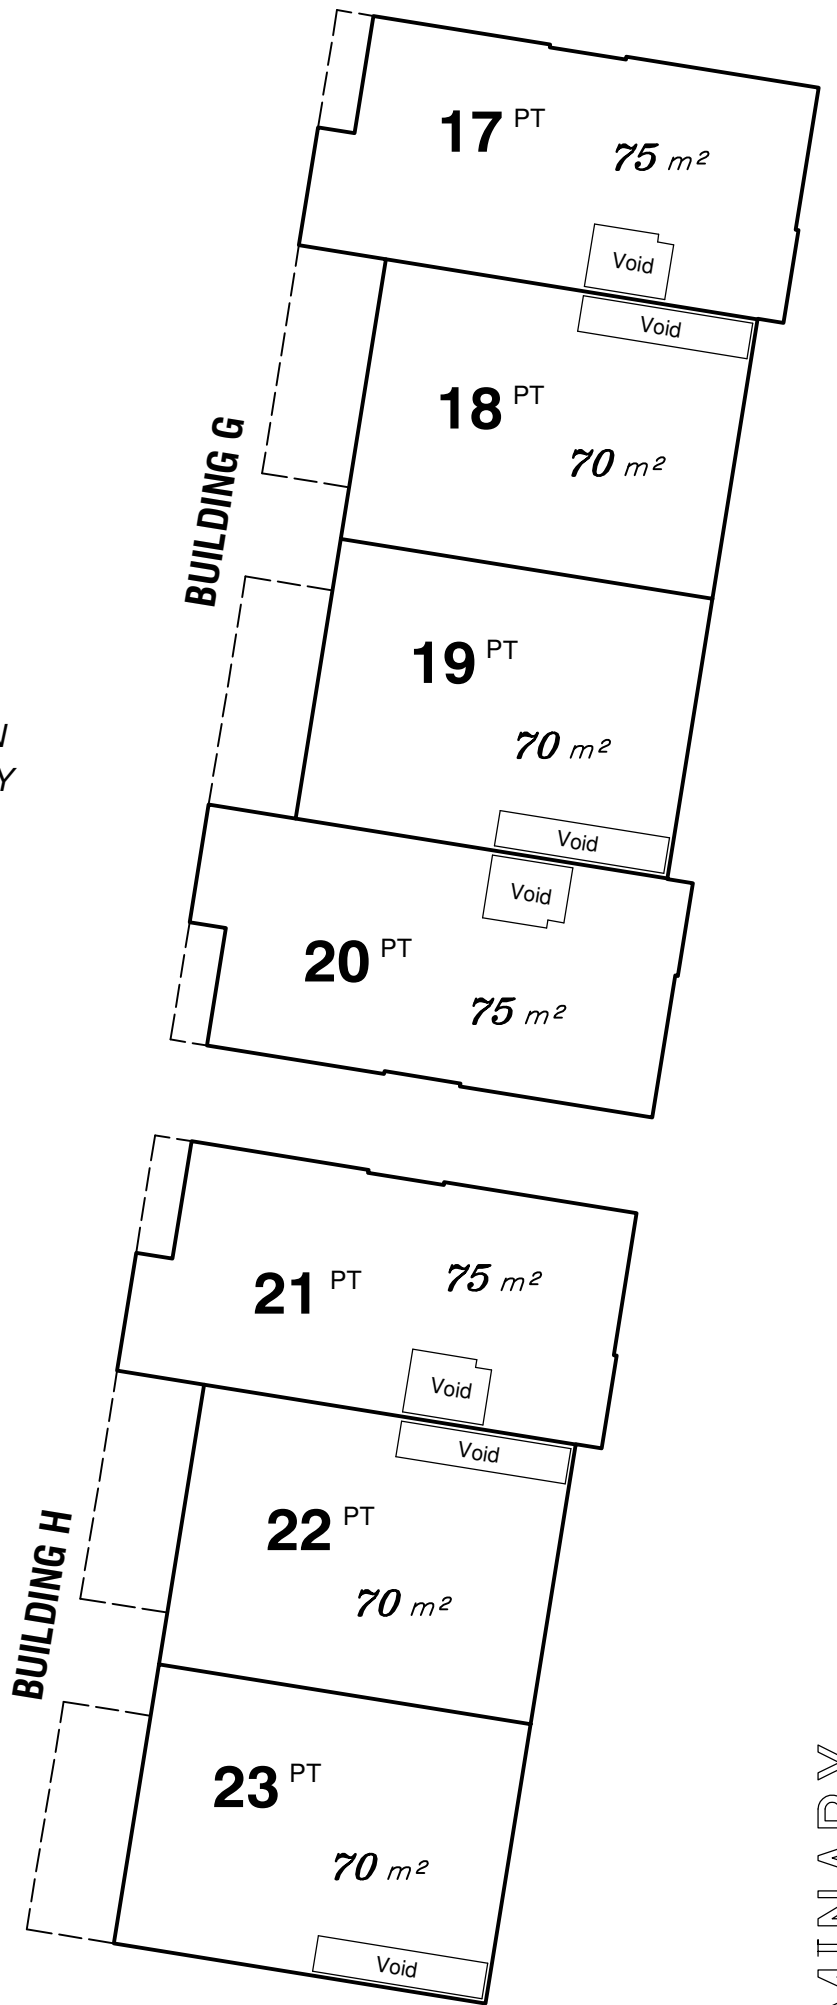 17 PT
75 m²
Void
Void
18 PT
70 m²
BUILDING G
19 PT
70 m²
Void
Void
20 PT
75 m²
21 PT
75 m²
Void
Void
22 PT
70 m²
BUILDING H
23 PT
70 m²
Void